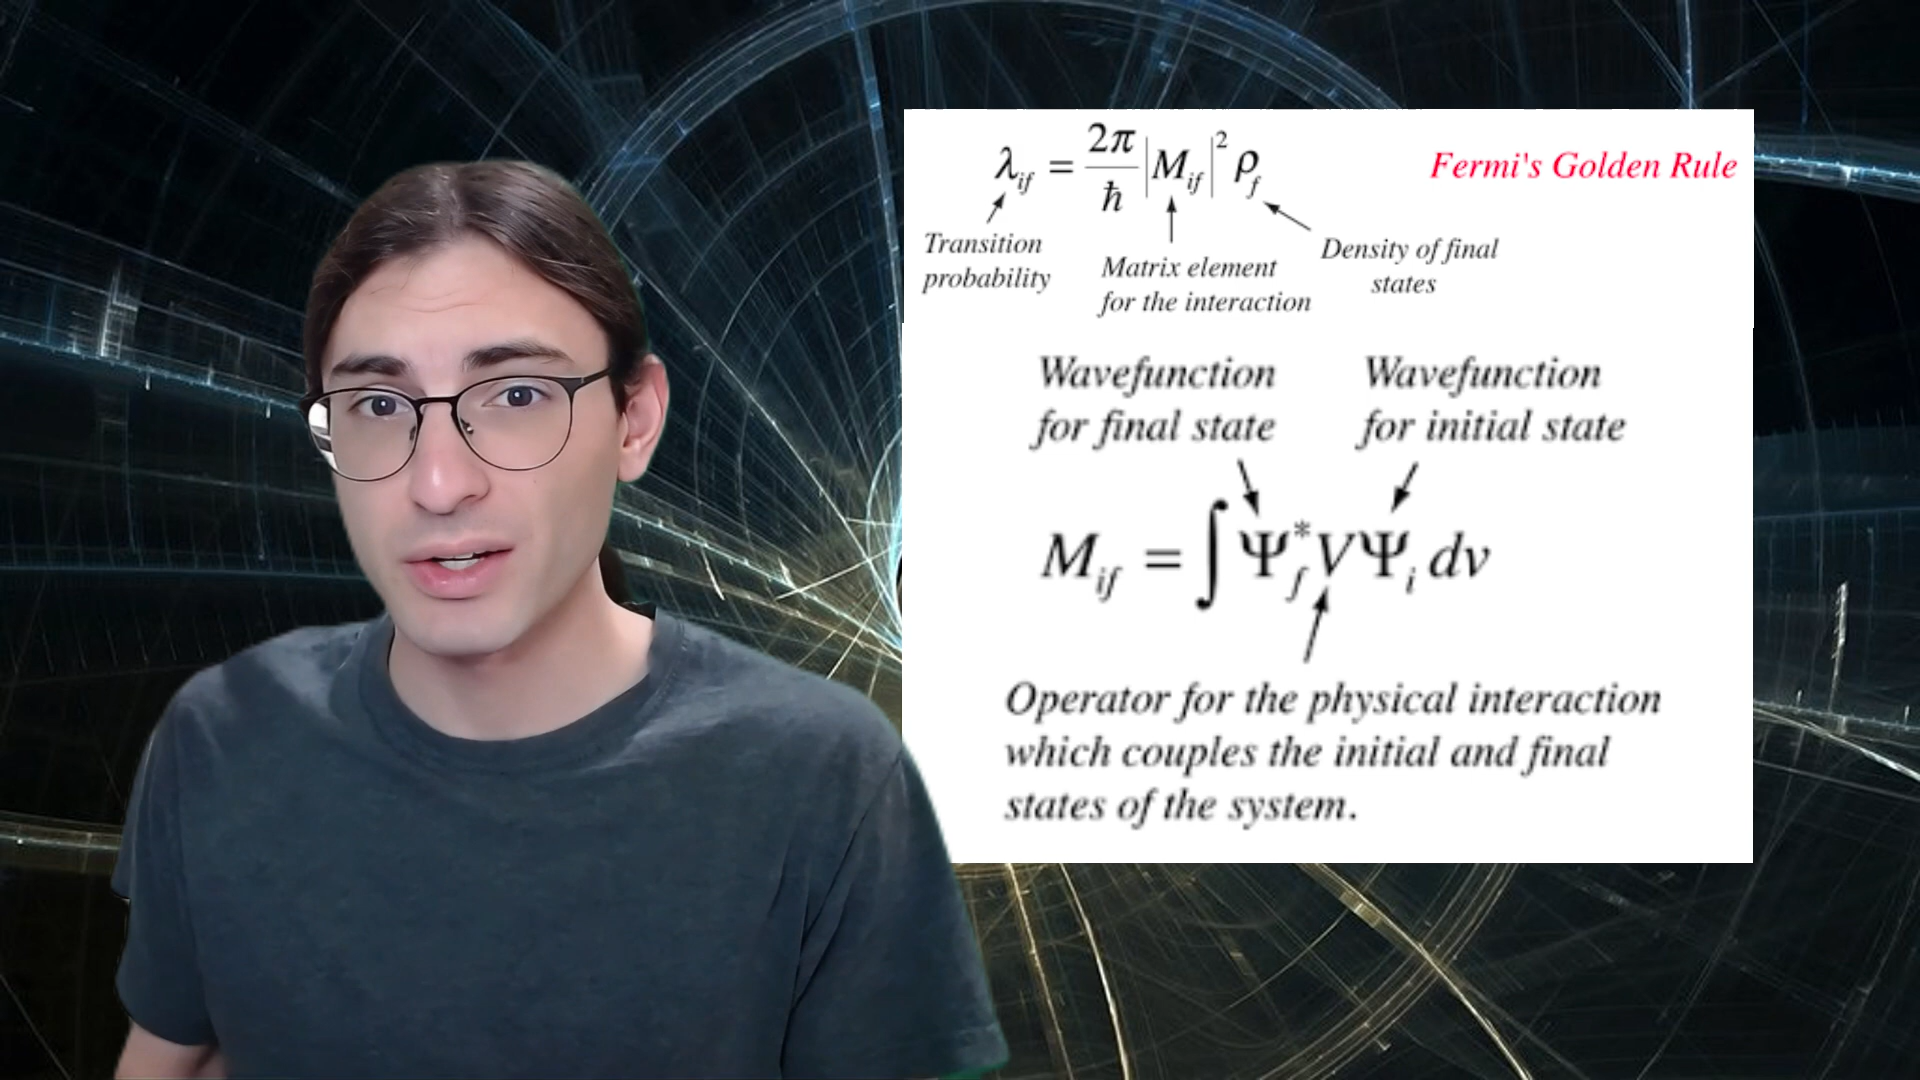 λif = 2π/ħ |Mif|² ρf
Fermi's Golden Rule
Transition
probability
Matrix element
for the interaction
Density of final
states
Wavefunction
for final state
Wavefunction
for initial state
Mif = ∫Ψf*VΨi dv
Operator for the physical interaction
which couples the initial and final
states of the system.